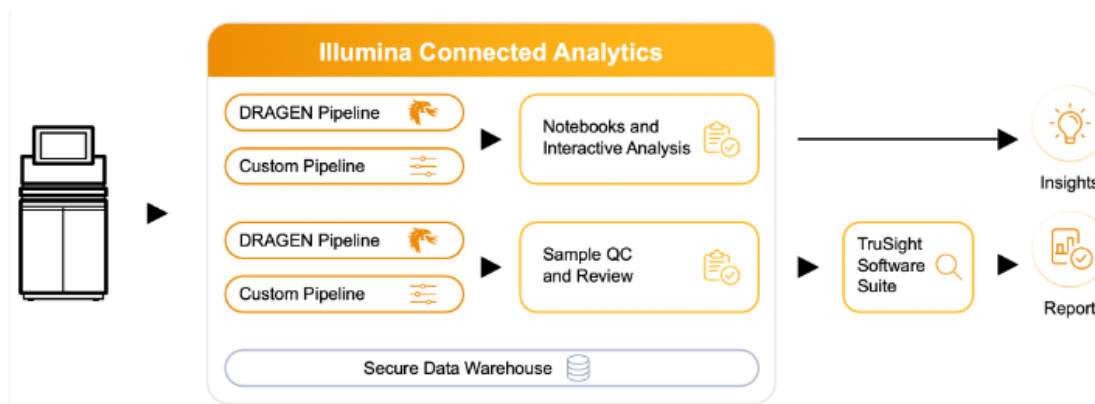 Illumina Connected Analytics
DRAGEN Pipeline
Custom Pipeline
Notebooks and
Interactive Analysis
Insights
DRAGEN Pipeline
Custom Pipeline
Sample QC
and Review
TruSight
Software
Suite
Report
Secure Data Warehouse